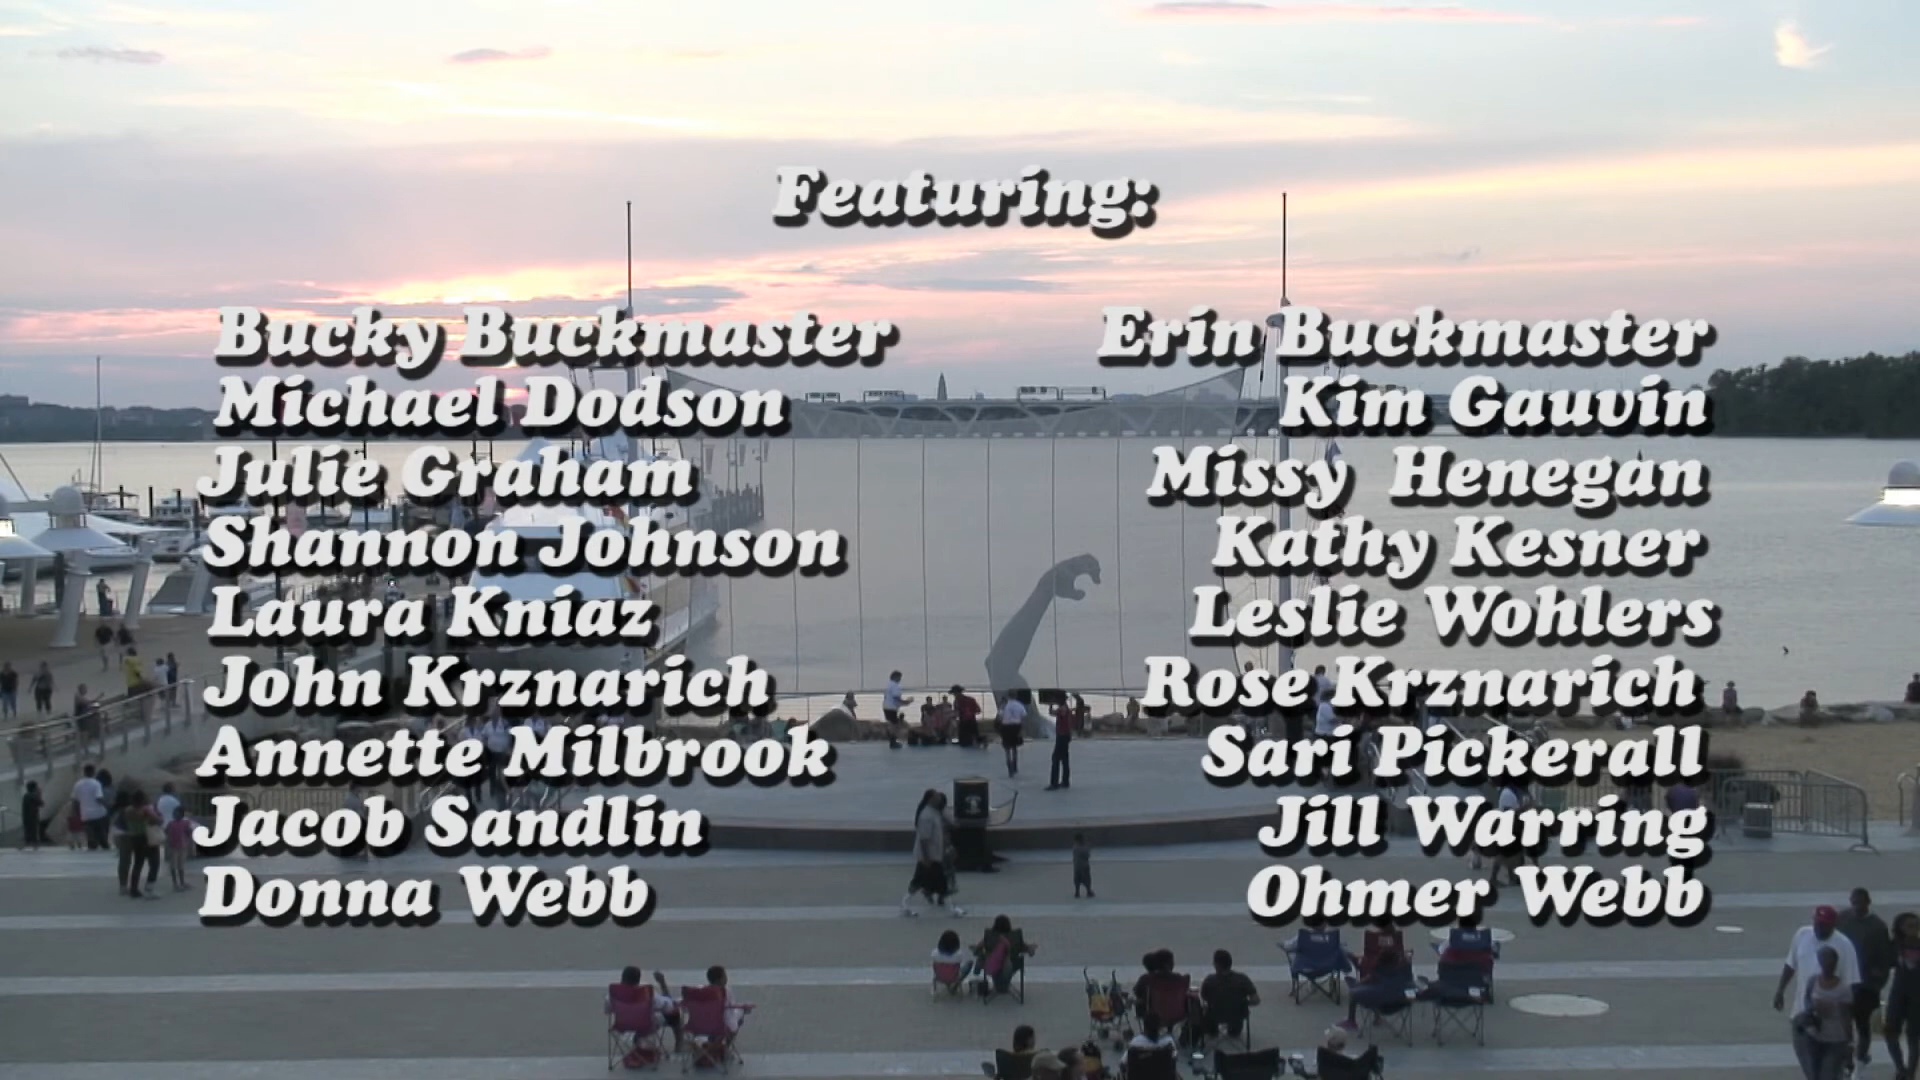 Featuring:
Bucky Buckmaster
Erin Buckmaster
Michael Dodson
Kim Gauvin
Julie Graham
Missy Henegan
Shannon Johnson
Kathy Kesner
Laura Kniaz
Leslie Wohlers
John Krznarich
Rose Krznarich
Annette Milbrook
Sari Pickerall
Jacob Sandlin
Jill Warring
Donna Webb
Ohmer Webb